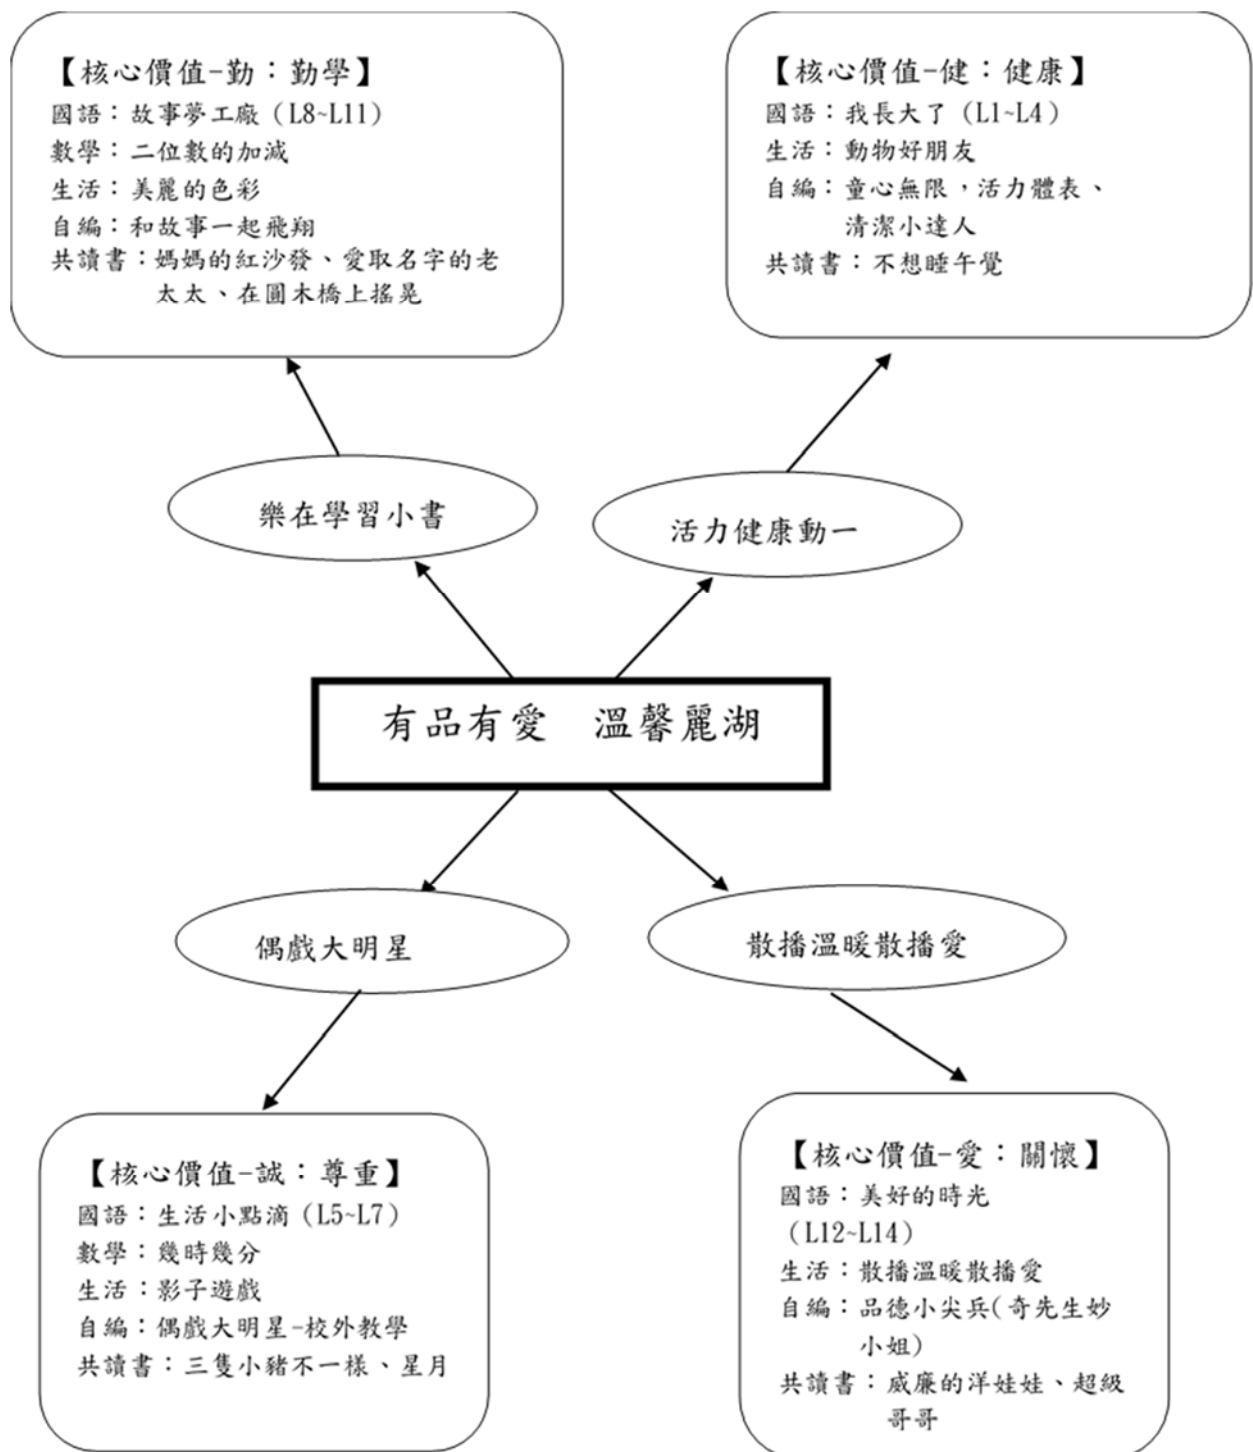 【核心價值-勤：勤學】
國語：故事夢工廠（L8~L11）
數學：二位數的加減
生活：美麗的色彩
自編：和故事一起飛翔
共讀書：媽媽的紅沙發、愛取名字的老
太太、在圓木橋上搖晃
【核心價值-健：健康】
國語：我長大了（L1~L4）
生活：動物好朋友
自編：童心無限，活力體表、
清潔小達人
共讀書：不想睡午覺
樂在學習小書
活力健康動一
有品有愛　溫馨麗湖
偶戲大明星
散播溫暖散播愛
【核心價值-誠：尊重】
國語：生活小點滴（L5~L7）
數學：幾時幾分
生活：影子遊戲
自編：偶戲大明星-校外教學
共讀書：三隻小豬不一樣、星月
【核心價值-愛：關懷】
國語：美好的時光
（L12~L14）
生活：散播溫暖散播愛
自編：品德小尖兵(奇先生妙
小姐)
共讀書：威廉的洋娃娃、超級
哥哥